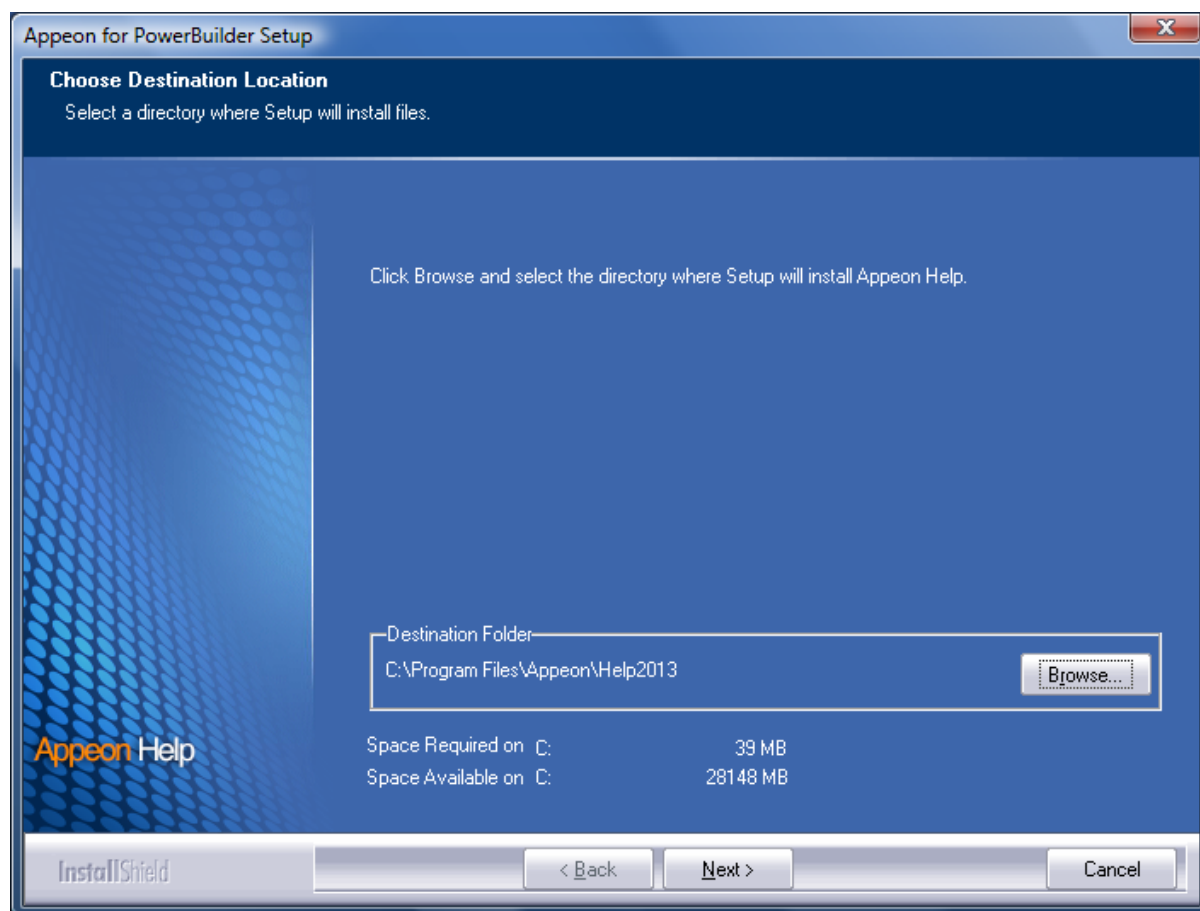 Appeon for PowerBuilder Setup
Choose Destination Location
Select a directory where Setup will install files.
Click Browse and select the directory where Setup will install Appeon Help.
Destination Folder
C:\Program Files\Appeon\Help2013
Browse...
Appeon Help
Space Required on C: 39 MB
Space Available on C: 28148 MB
InstallShield
< Back
Next >
Cancel